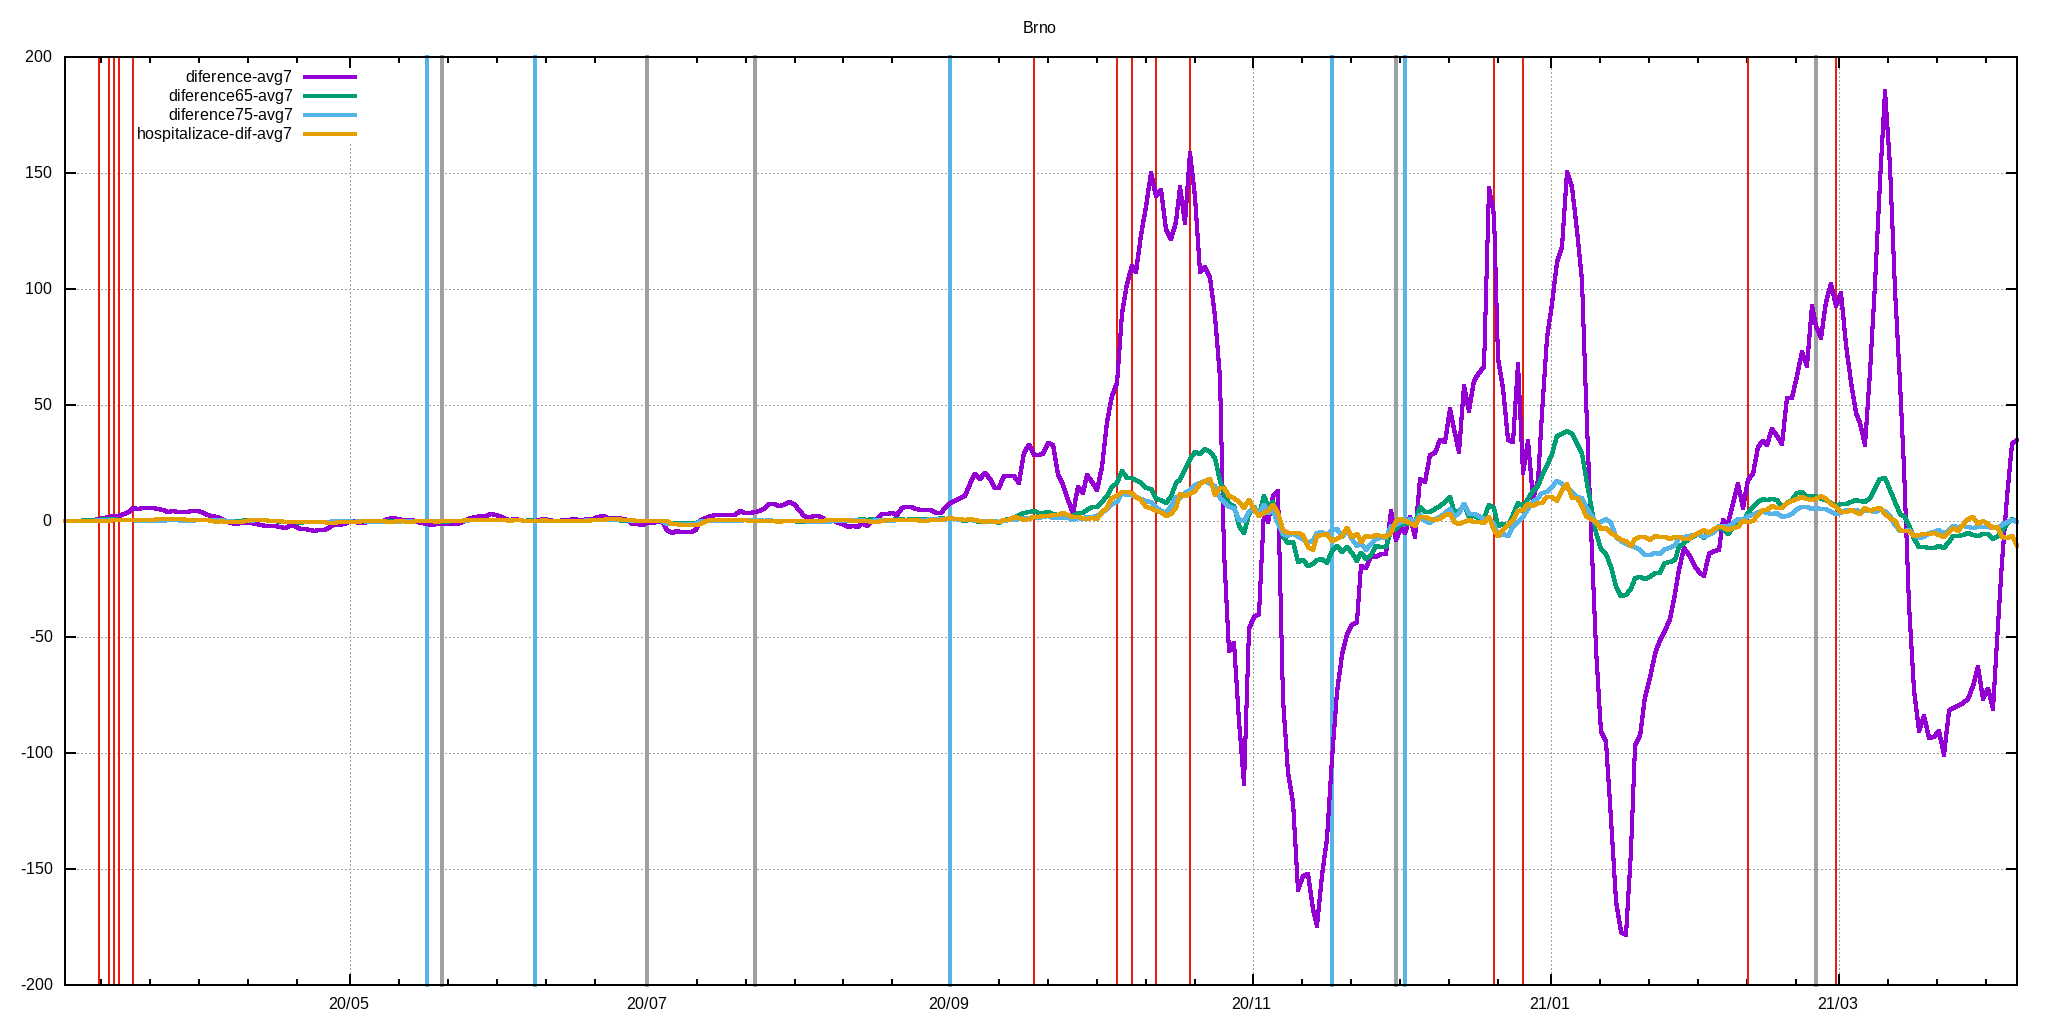 Brno
diference-avg7
diference65-avg7
diference75-avg7
hospitalizace-dif-avg7
200
150
100
50
0
-50
-100
-150
-200
20/05 20/07 20/09 20/11 21/01 21/03